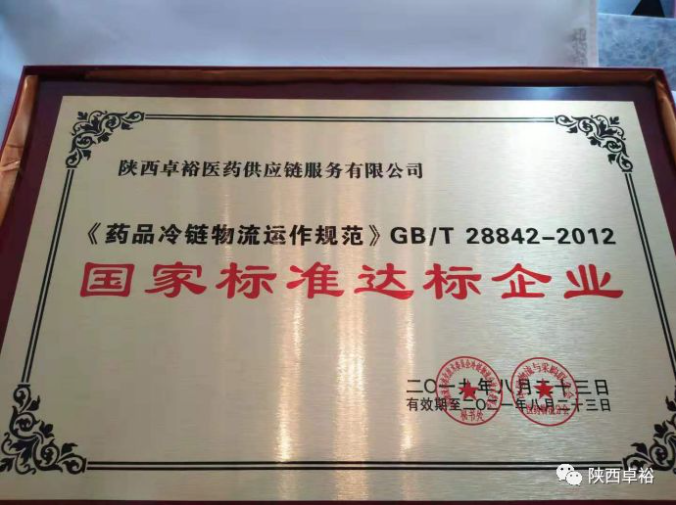 陕西卓裕医药供应链服务有限公司
《药品冷链物流运作规范》GB/T 28842-2012
国家标准达标企业
二〇一九年八月二十三日
有效期至二〇二一年八月二十三日
秘书处
陕西卓裕